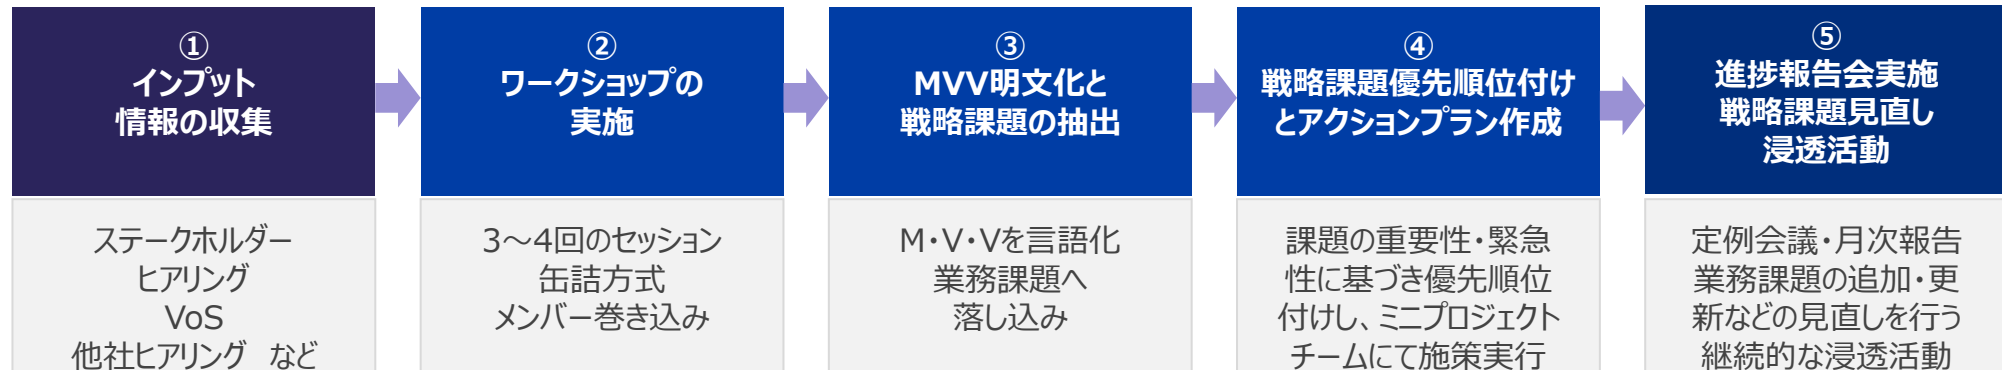 ①
インプット
情報の収集
ステークホルダー
ヒアリング
VoS
他社ヒアリング　など
②
ワークショップの
実施
3～4回のセッション
缶詰方式
メンバー巻き込み
③
MVV明文化と
戦略課題の抽出
M・V・Vを言語化
業務課題へ
落し込み
④
戦略課題優先順位付け
とアクションプラン作成
課題の重要性・緊急
性に基づき優先順位
付けし、ミニプロジェクト
チームにて施策実行
⑤
進捗報告会実施
戦略課題見直し
浸透活動
定例会議・月次報告
業務課題の追加・更
新などの見直しを行う
継続的な浸透活動